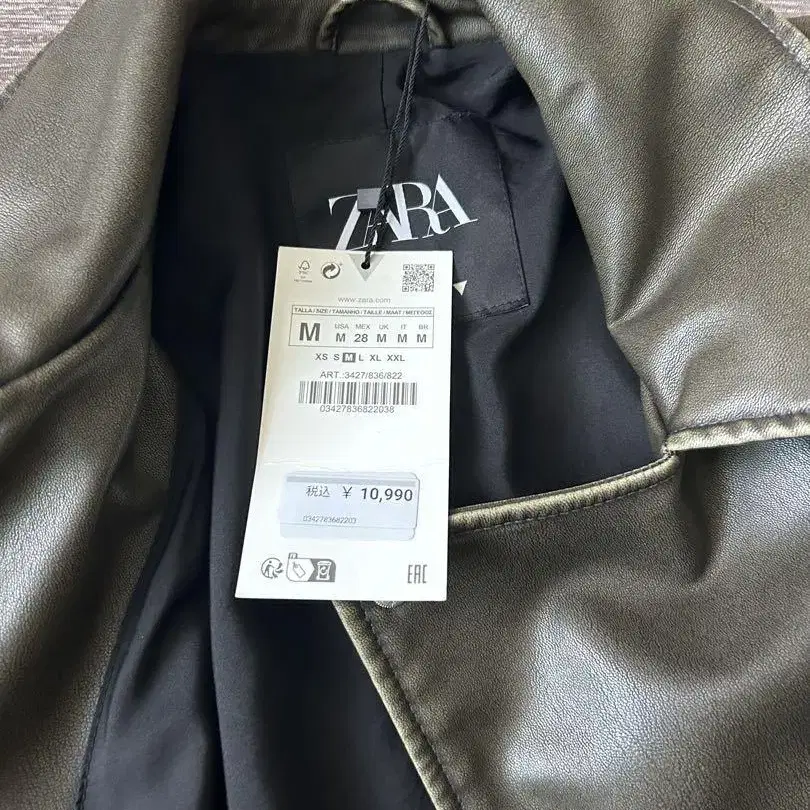 ZARA
www.zara.com
TALLA/SIZE/TAMANHO/TAILLE/MAAT/ΜΕΓΕΘΟΣ
M USA M MEX 28 UK M IT M BR M
XS S M L XL XXL
ART.:3427/836/822
03427836822038
税込 ¥ 10,990
0342783682203
EAC